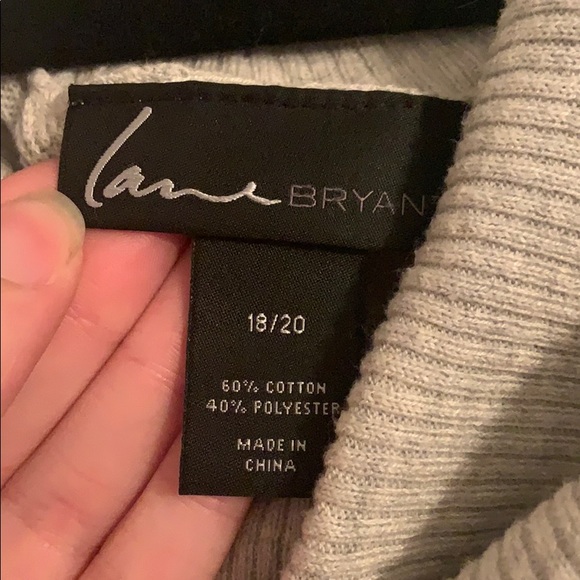 lane BRYANT
18/20
60% COTTON
40% POLYESTER
MADE IN
CHINA